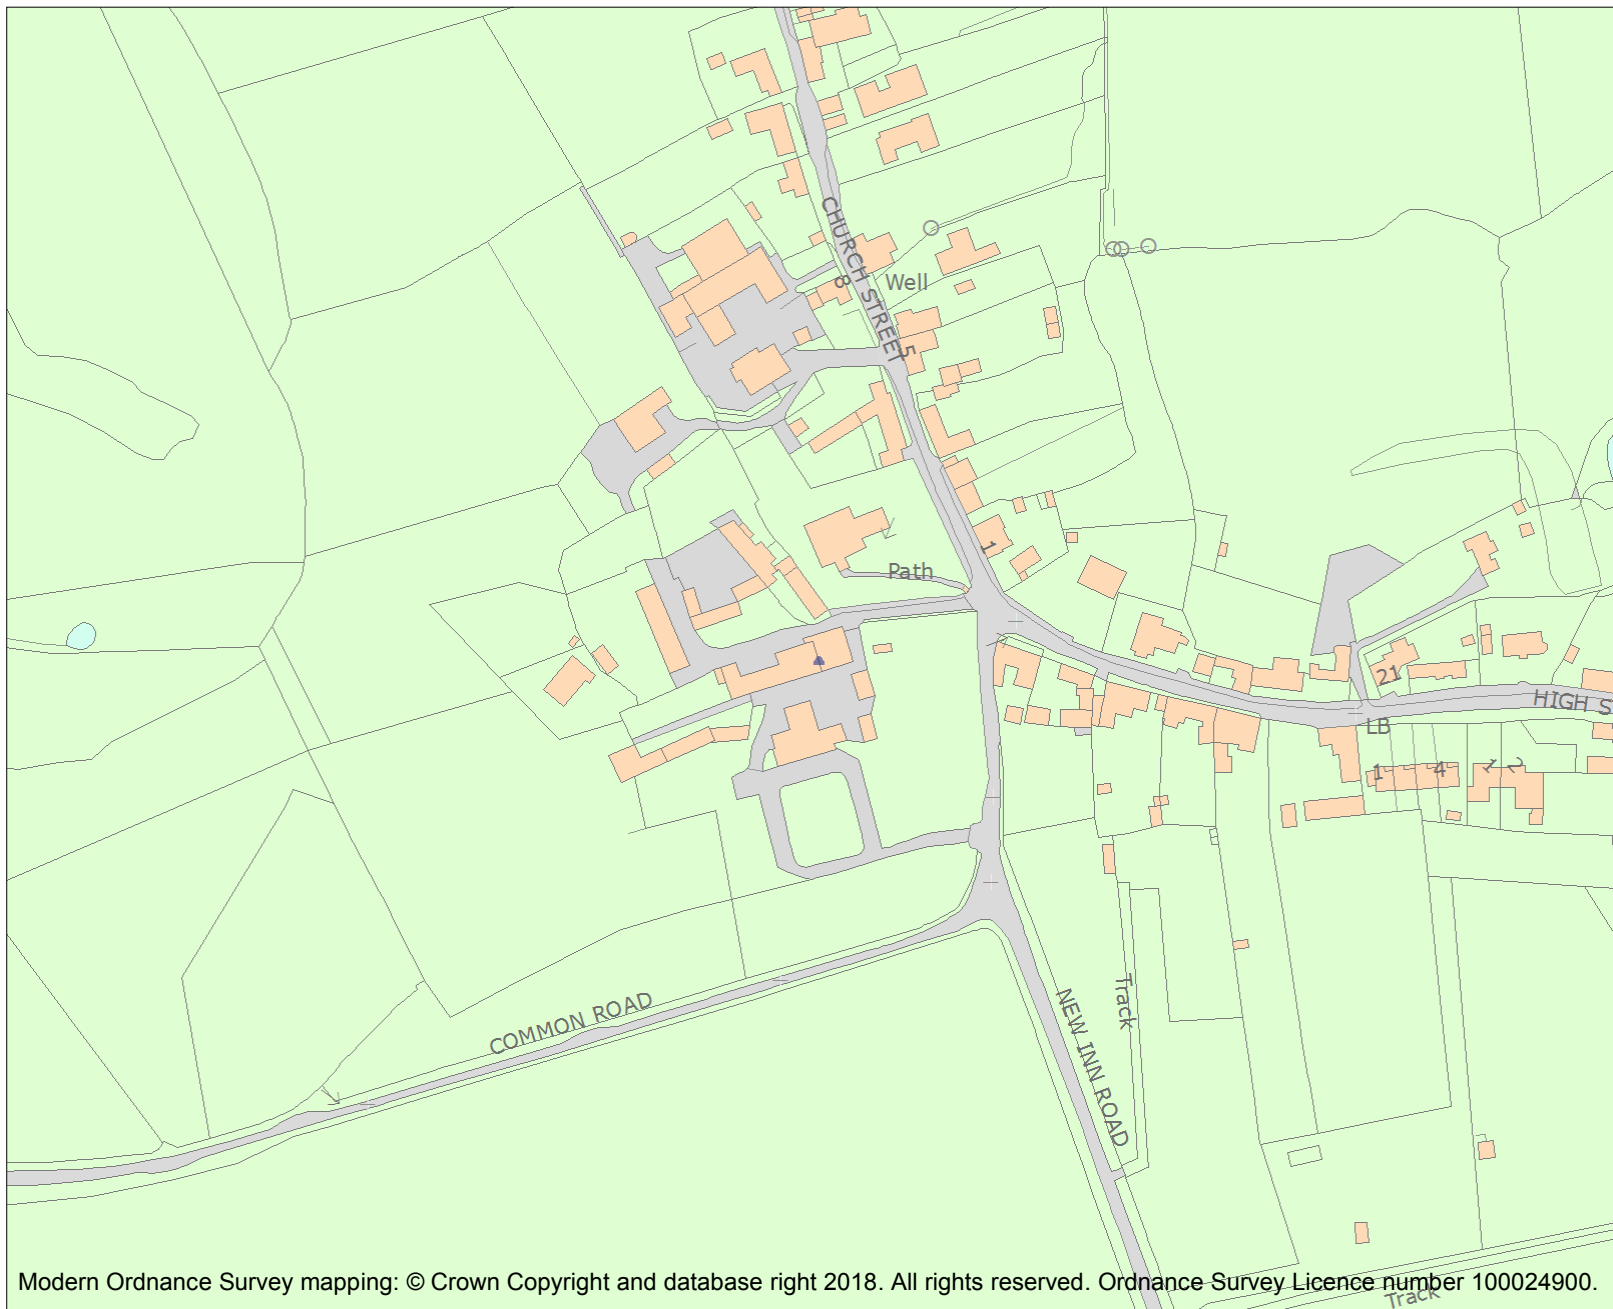 CHURCH STREET
8
Well
5
1
Path
21
HIGH S
LB
1
4
1
2
COMMON ROAD
Track
NEW INN ROAD
Modern Ordnance Survey mapping: © Crown Copyright and database right 2018. All rights reserved. Ordnance Survey Licence number 100024900.
Track